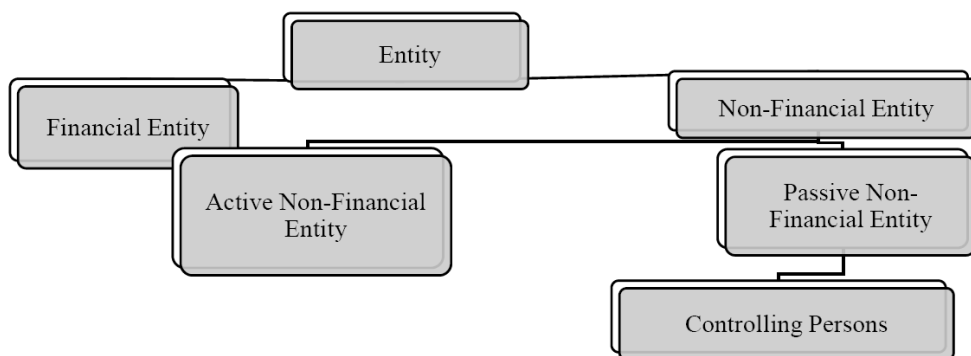 Entity
Financial Entity
Non-Financial Entity
Active Non-Financial
Entity
Passive Non-
Financial Entity
Controlling Persons